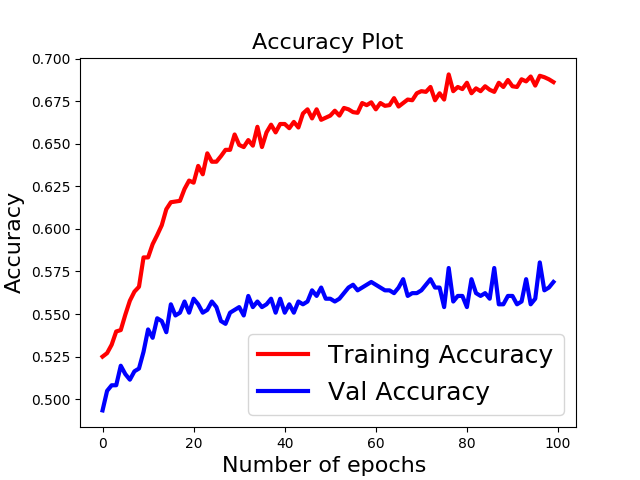 Accuracy Plot
0.700
0.675
0.650
0.625
0.600
0.575
0.550
0.525
0.500
Accuracy
Training Accuracy
Val Accuracy
0 20 40 60 80 100
Number of epochs